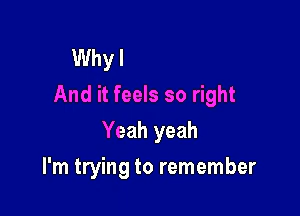 Why I
And it feels so right
Yeah yeah
I'm trying to remember